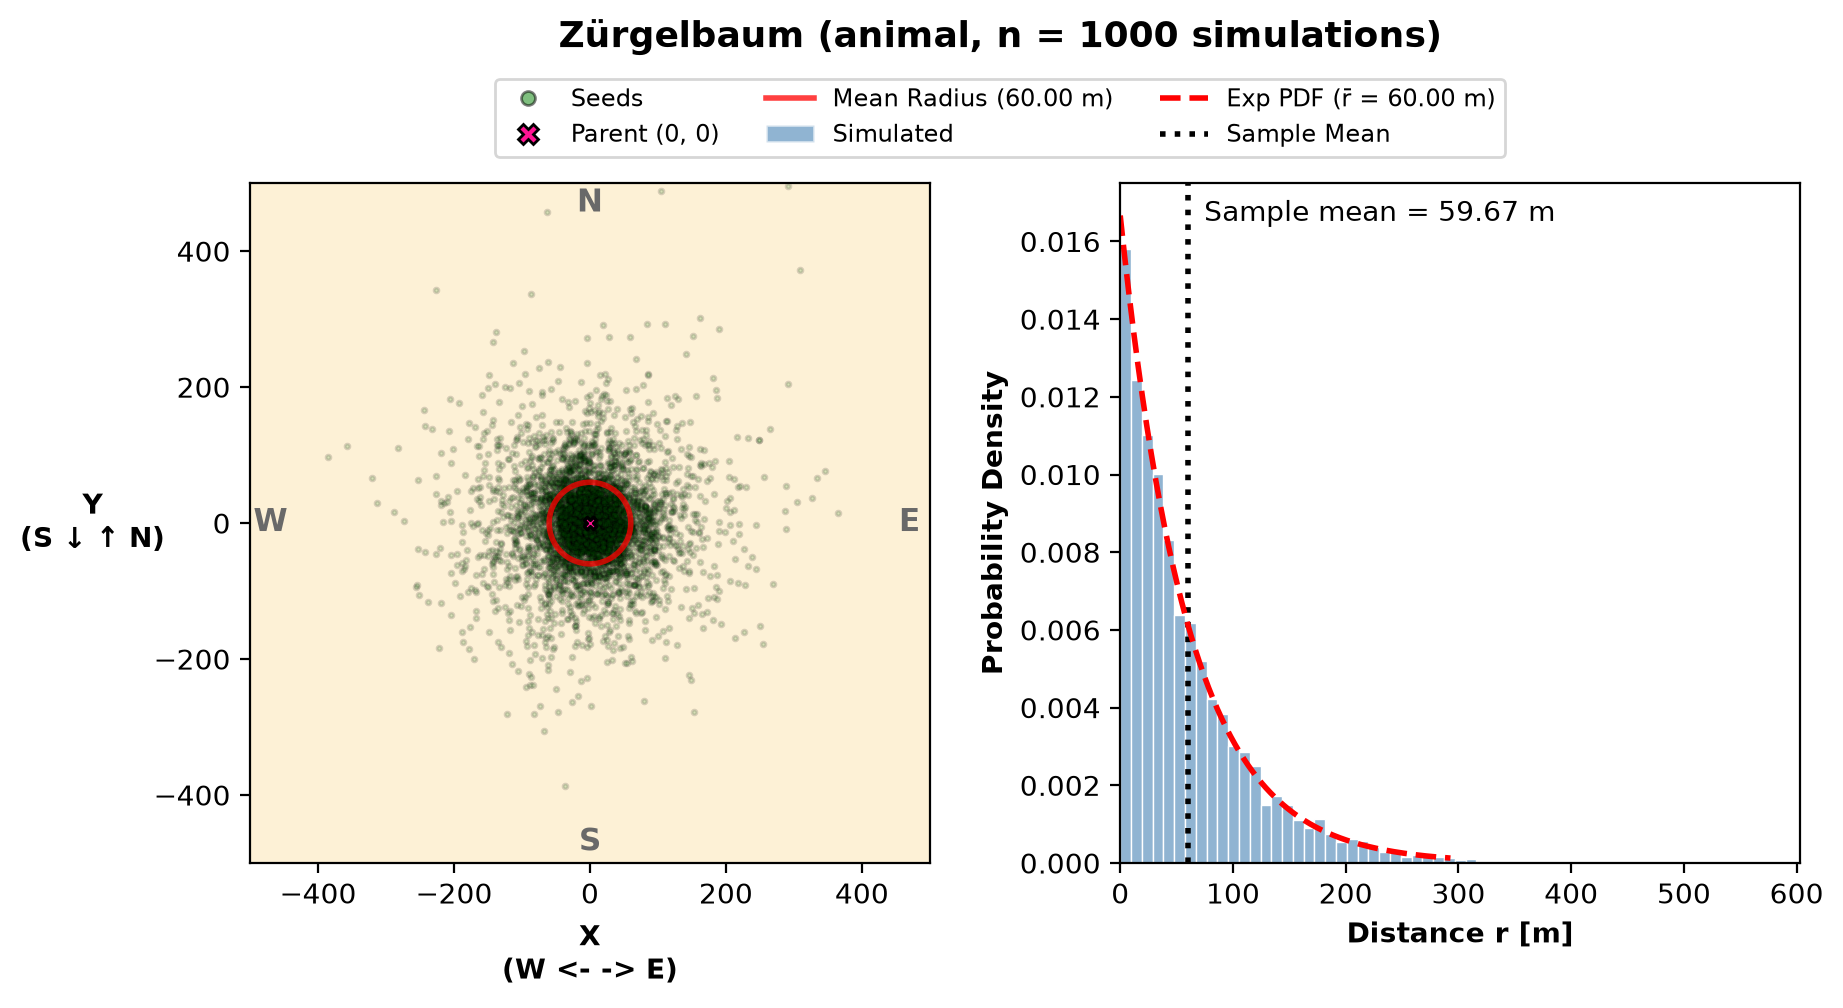 Zürgelbaum (animal, n = 1000 simulations)
Seeds
Parent (0, 0)
Mean Radius (60.00 m)
Simulated
Exp PDF (r̄ = 60.00 m)
Sample Mean
N
W
E
S
400
200
0
−200
−400
Y
(S ↓ ↑ N)
−400 −200 0 200 400
X
(W <- -> E)
Sample mean = 59.67 m
0.016
0.014
0.012
0.010
0.008
0.006
0.004
0.002
0.000
Probability Density
0 100 200 300 400 500 600
Distance r [m]